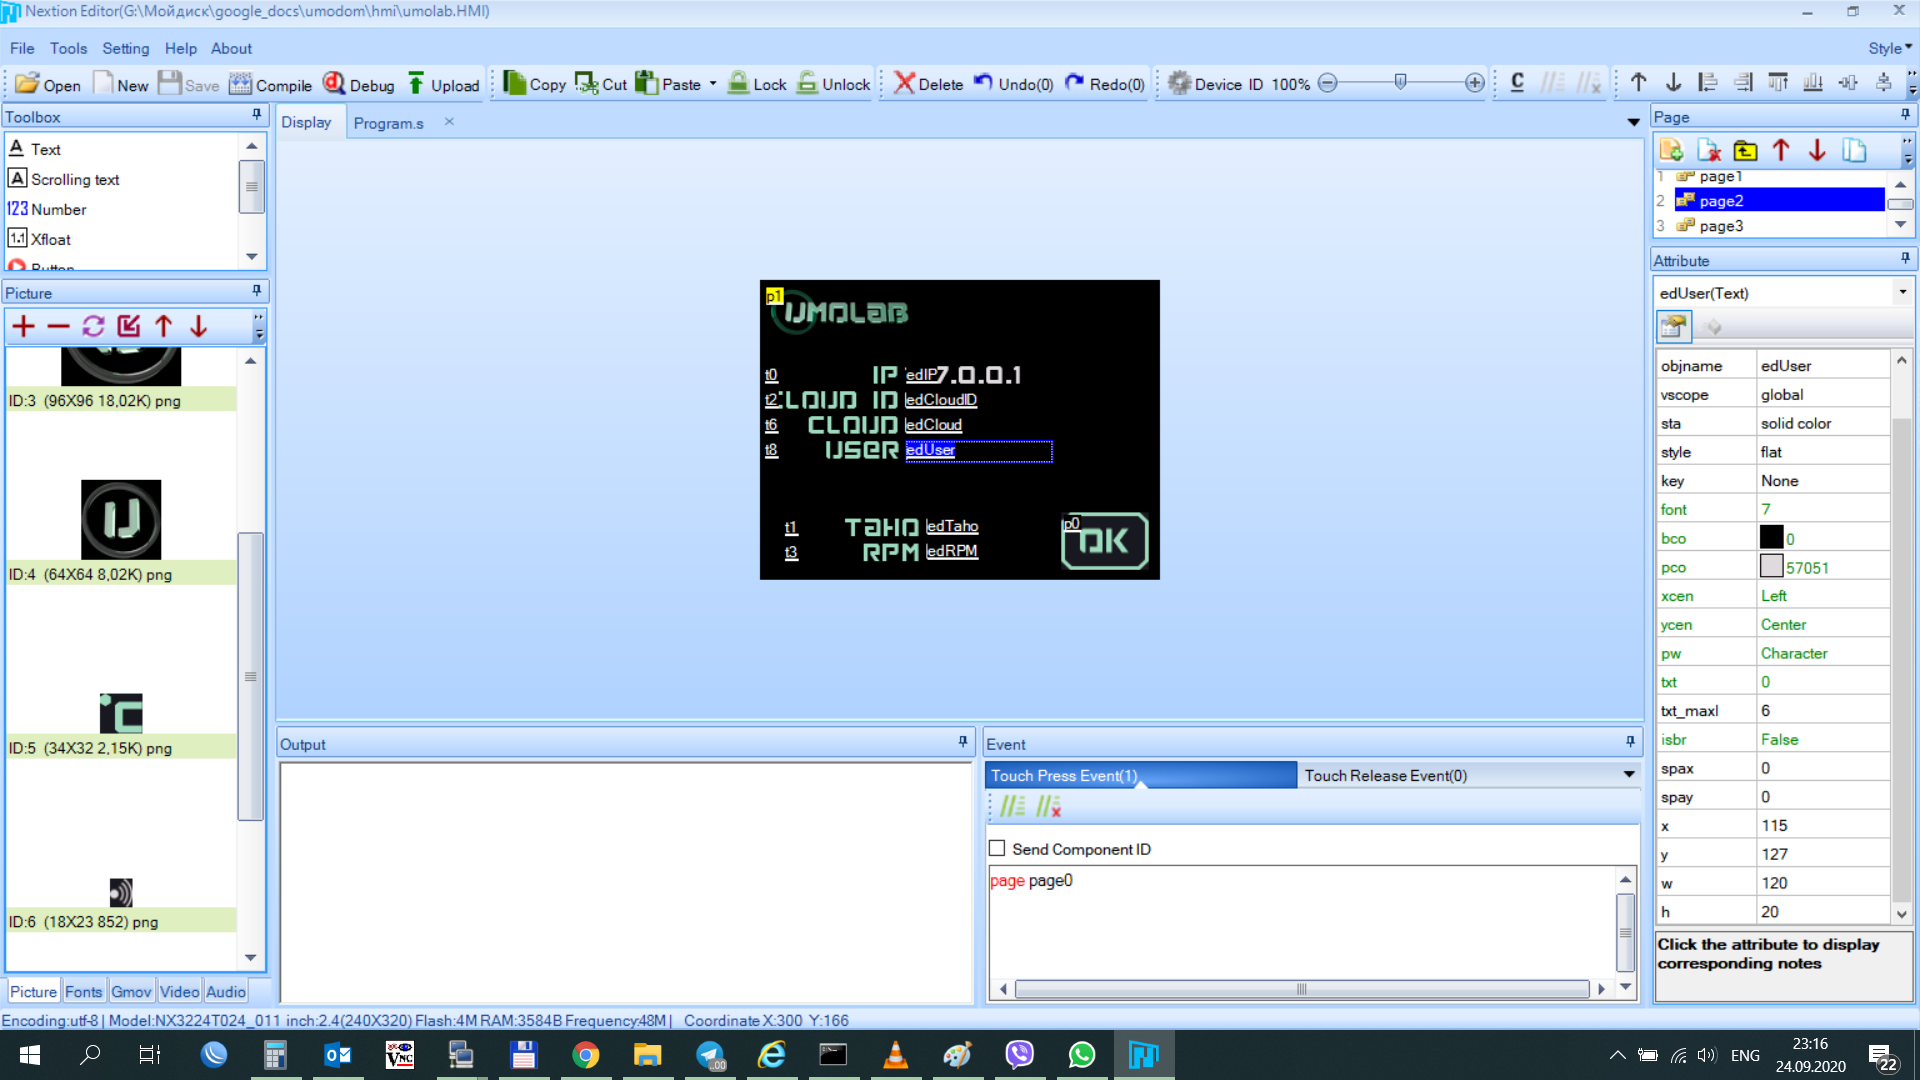 Nextion Editor(G:\Мойдиск\google_docs\umodom\hmi\umolab.HMI)
File Tools Setting Help About
Style
Open New Save Compile Debug Upload Copy Cut Paste Lock Unlock Delete Undo(0) Redo(0) Device ID 100%
Toolbox
A Text
A Scrolling text
123 Number
1.1 Xfloat
Button
Picture
ID:3 (96X96 18,02K) png
ID:4 (64X64 8,02K) png
ID:5 (34X32 2,15K) png
ID:6 (18X23 852) png
Picture Fonts Gmov Video Audio
Display Program.s
p1 UMOLAB
t0 IP edIP7.0.0.1
t2 CLOUD ID edCloudID
t6 CLOUD edCloud
t8 USER edUser
t1 TAHO edTaho
t3 RPM edRPM
p0 OK
Output
Event
Touch Press Event(1) Touch Release Event(0)
Send Component ID
page page0
Page
1 page1
2 page2
3 page3
Attribute
edUser(Text)
objname edUser
vscope global
sta solid color
style flat
key None
font 7
bco 0
pco 57051
xcen Left
ycen Center
pw Character
txt 0
txt_maxl 6
isbr False
spax 0
spay 0
x 115
y 127
w 120
h 20
Click the attribute to display
corresponding notes
Encoding:utf-8 | Model:NX3224T024_011 inch:2.4(240X320) Flash:4M RAM:3584B Frequency:48M | Coordinate X:300 Y:166
VNC
.00
ENG
23:16
24.09.2020
22